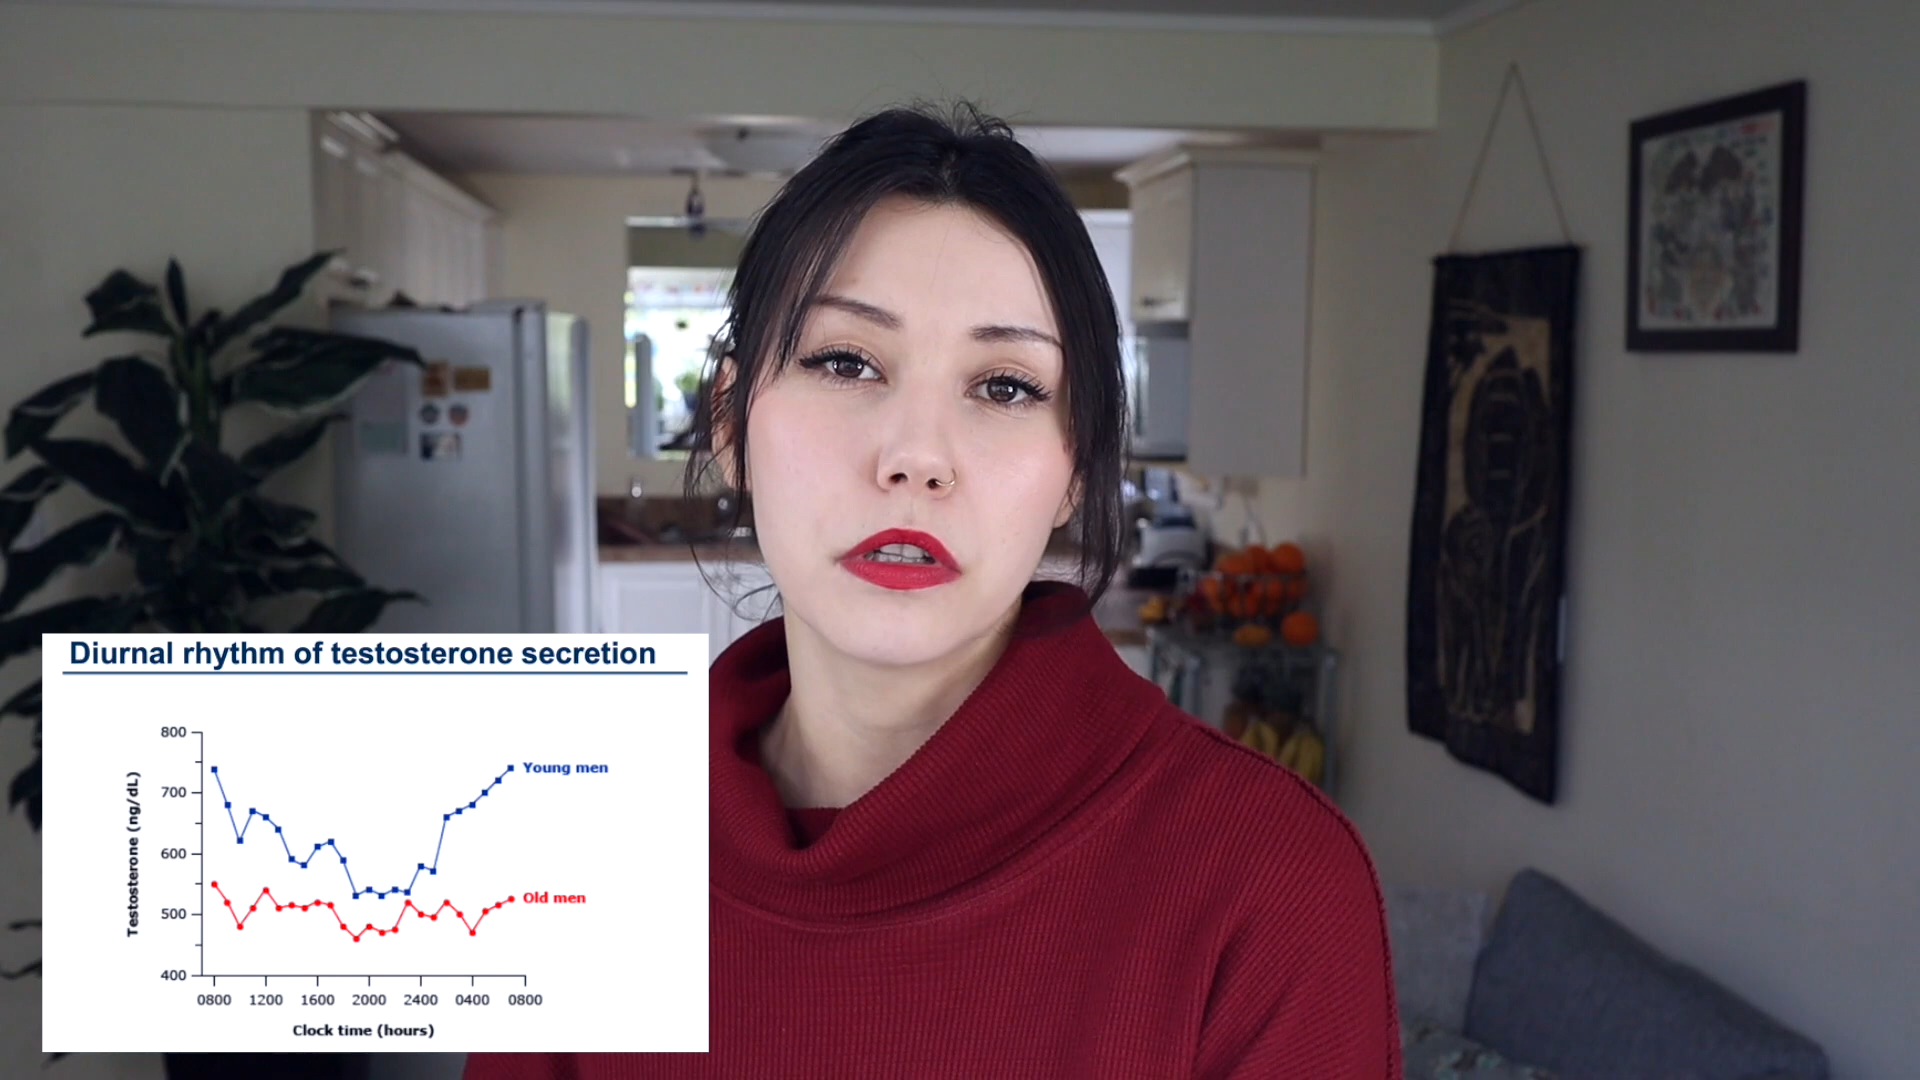 Diurnal rhythm of testosterone secretion
800
700
600
500
400
Testosterone (ng/dL)
Young men
Old men
0800 1200 1600 2000 2400 0400 0800
Clock time (hours)